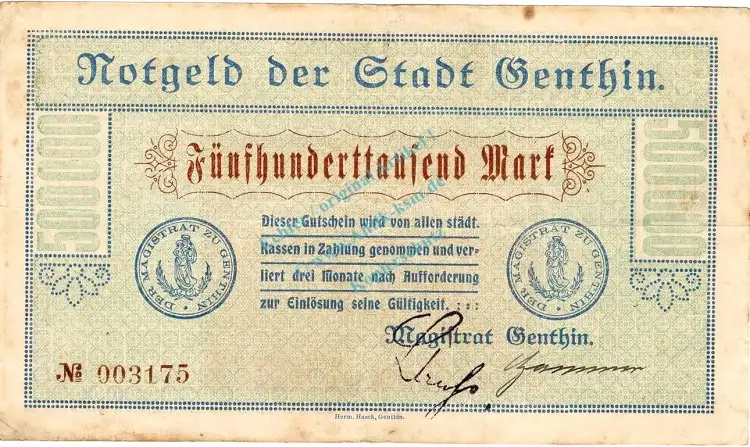 Notgeld der Stadt Genthin.
500000
500000
Fünfhunderttausend Mark
Dieser Gutschein wird von allen städt.
Kassen in Zahlung genommen und ver-
liert drei Monate nach Aufforderung
zur Einlösung seine Gültigkeit. : : :
DER MAGISTRAT ZU GENTHIN
DER MAGISTRAT ZU GENTHIN
Magistrat Genthin.
№ 003175
Herm. Haack, Genthin.